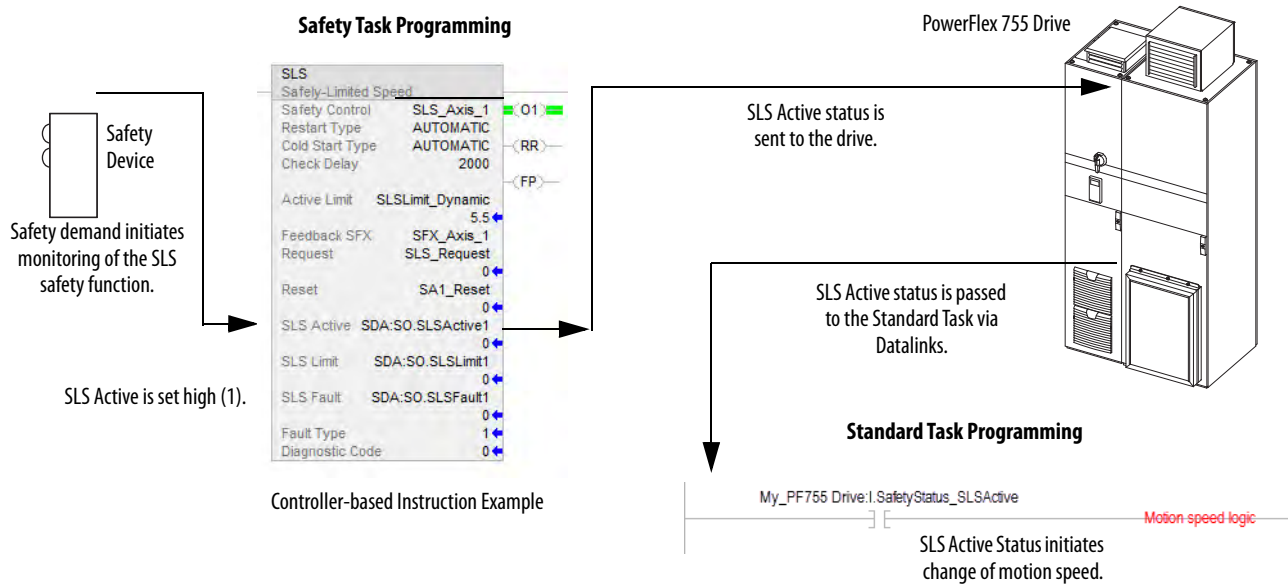 Safety Task Programming
PowerFlex 755 Drive
Safety
Device
Safety demand initiates
monitoring of the SLS
safety function.
SLS Active is set high (1).
SLS
Safely-Limited Speed
Safety Control SLS_Axis_1
Restart Type AUTOMATIC
Cold Start Type AUTOMATIC
Check Delay 2000
Active Limit SLSLimit_Dynamic
5.5
Feedback SFX SFX_Axis_1
Request SLS_Request
0
Reset SA1_Reset
0
SLS Active SDA:SO.SLSActive1
0
SLS Limit SDA:SO.SLSLimit1
0
SLS Fault SDA:SO.SLSFault1
0
Fault Type 1
Diagnostic Code 0
O1
RR
FP
Controller-based Instruction Example
SLS Active status is
sent to the drive.
SLS Active status is passed
to the Standard Task via
Datalinks.
Standard Task Programming
My_PF755 Drive:I.SafetyStatus_SLSActive
Motion speed logic
SLS Active Status initiates
change of motion speed.